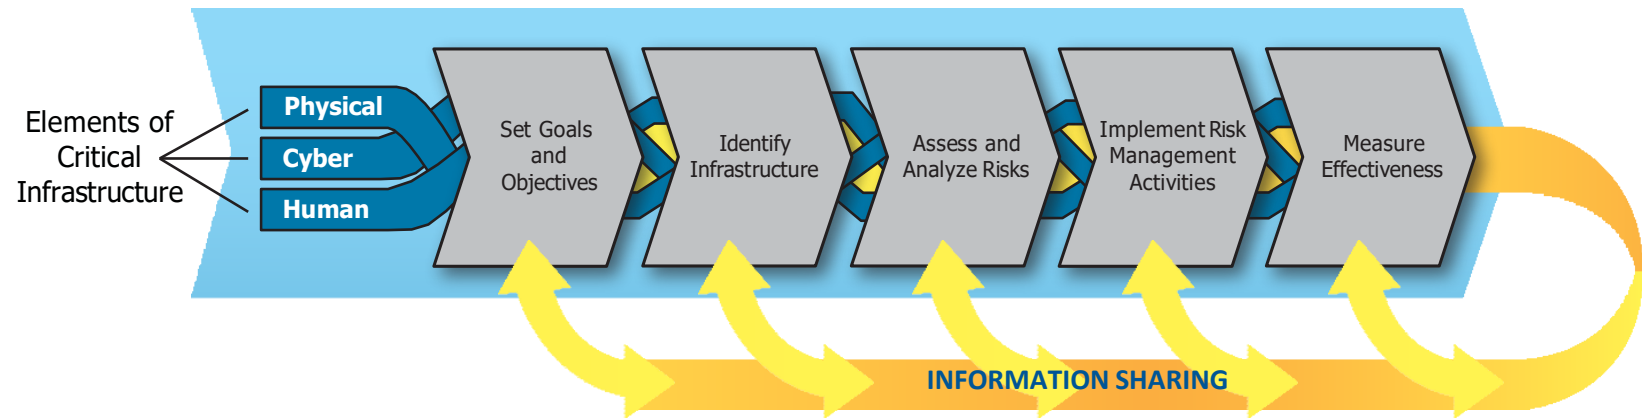 Elements of
Critical
Infrastructure
Physical
Cyber
Human
Set Goals
and
Objectives
Identify
Infrastructure
Assess and
Analyze Risks
Implement Risk
Management
Activities
Measure
Effectiveness
INFORMATION SHARING